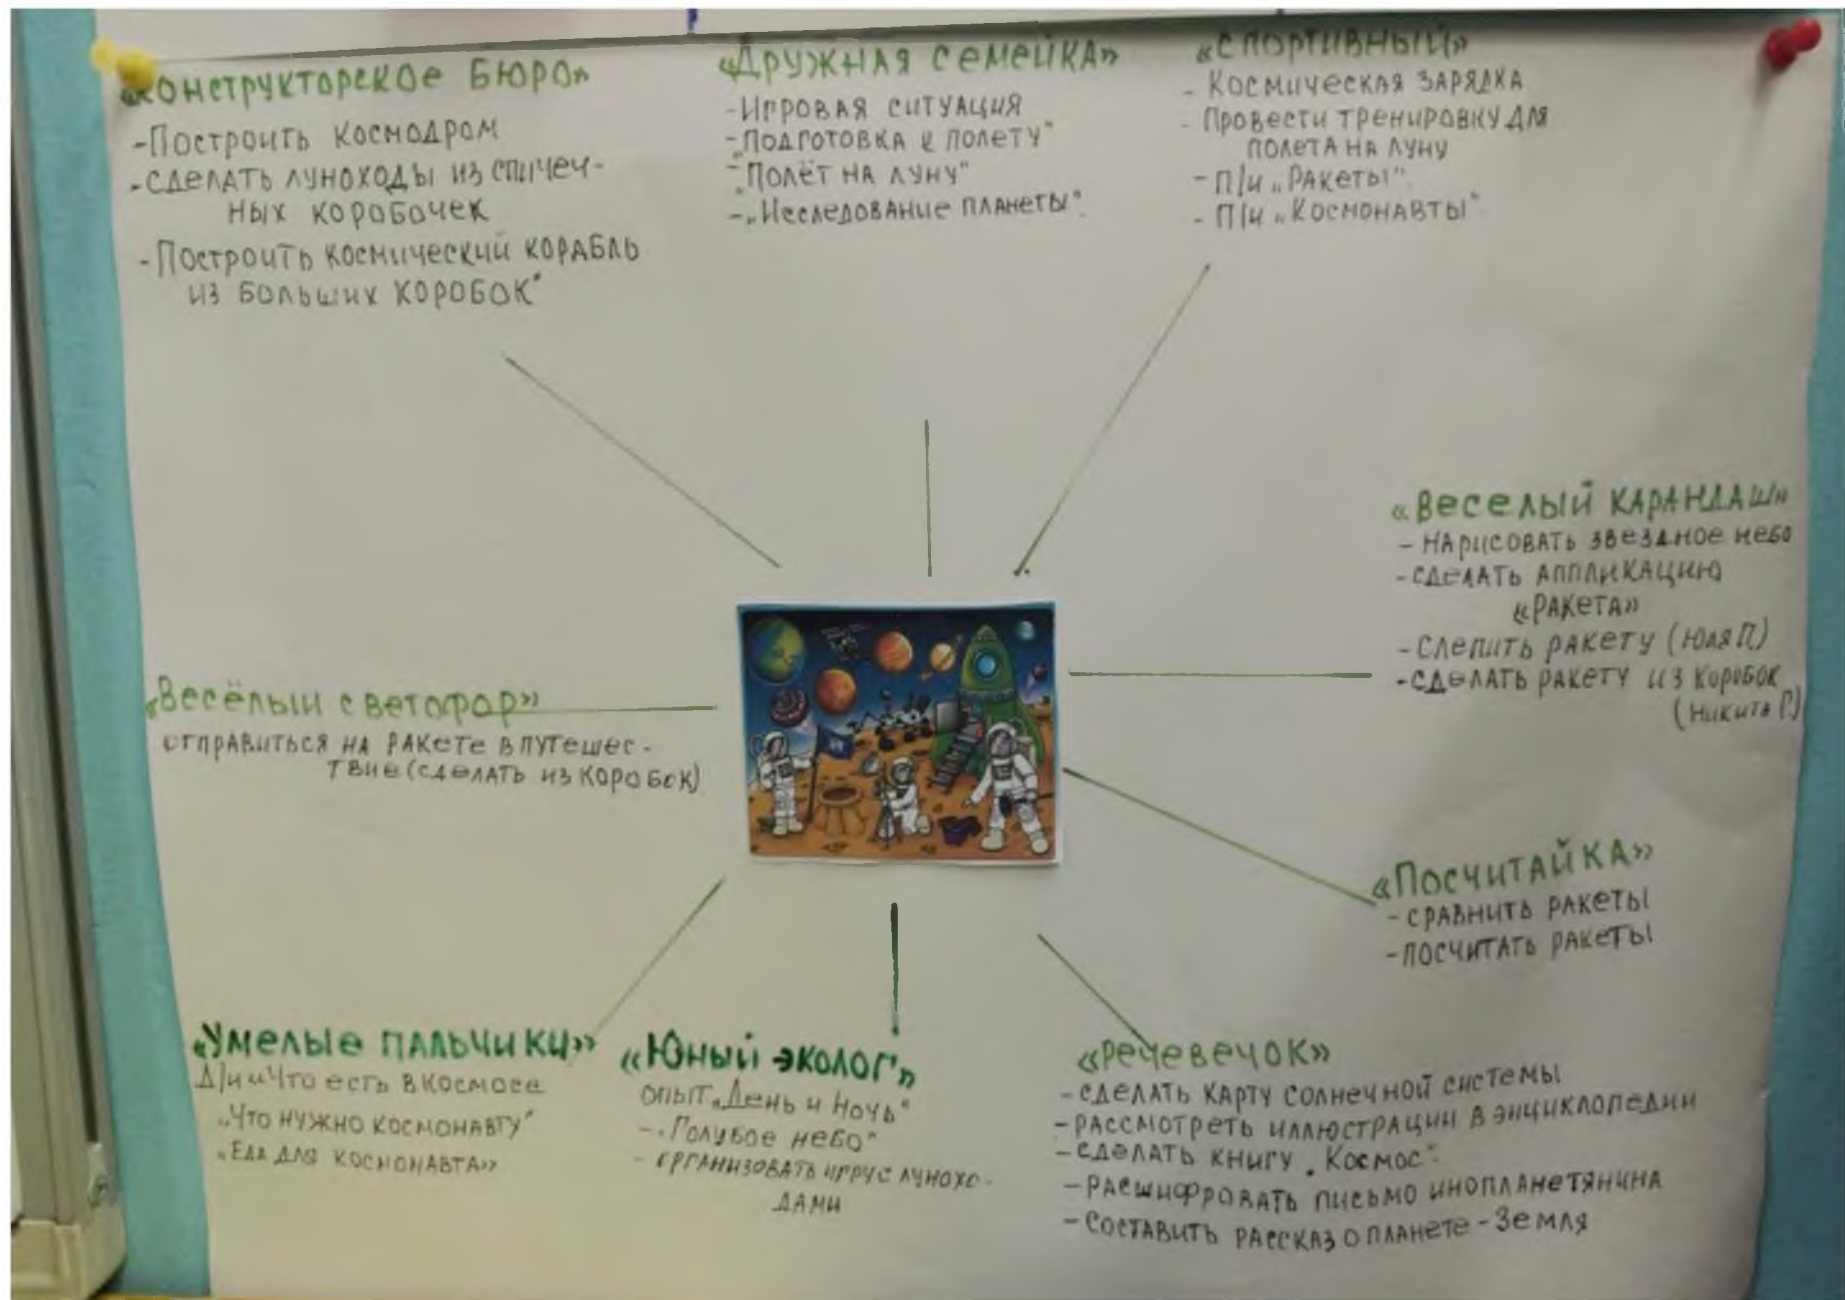 «Конструкторское бюро»
-Построить космодром
-сделать луноходы из спичеч-
ных коробочек
-Построить космический корабль
из больших коробок"
«Дружная семейка»
-Игровая ситуация
-„Подготовка к полету"
-„Полёт на луну"
-„Исследование планеты".
«Спортивный»
- Космическая зарядка
- Провести тренировку для
полета на луну
- П/и „Ракеты".
- П/и „Космонавты".
«Веселый карандаш»
- нарисовать звездное небо
- сделать аппликацию
«Ракета»
- Слепить ракету (Юля П)
- сделать ракету из коробок
(Никита Г.)
«Весёлый светофор»
отправиться на ракете в путешес-
твие (сделать из коробок)
«Посчитайка»
- сравнить ракеты
- посчитать ракеты
«Умелые пальчики»
Д/и «Что есть в космосе
„Что нужно космонавту"
„Еда для космонавта»
«Юный эколог»
опыт „День и Ночь"
- „Голубое небо"
- организовать игру с лунохо-
дами
«Речевечок»
- сделать карту солнечной системы
- рассмотреть иллюстрации в энциклопедии
- сделать книгу „Космос".
- расшифровать письмо инопланетянина
- составить рассказ о планете - Земля